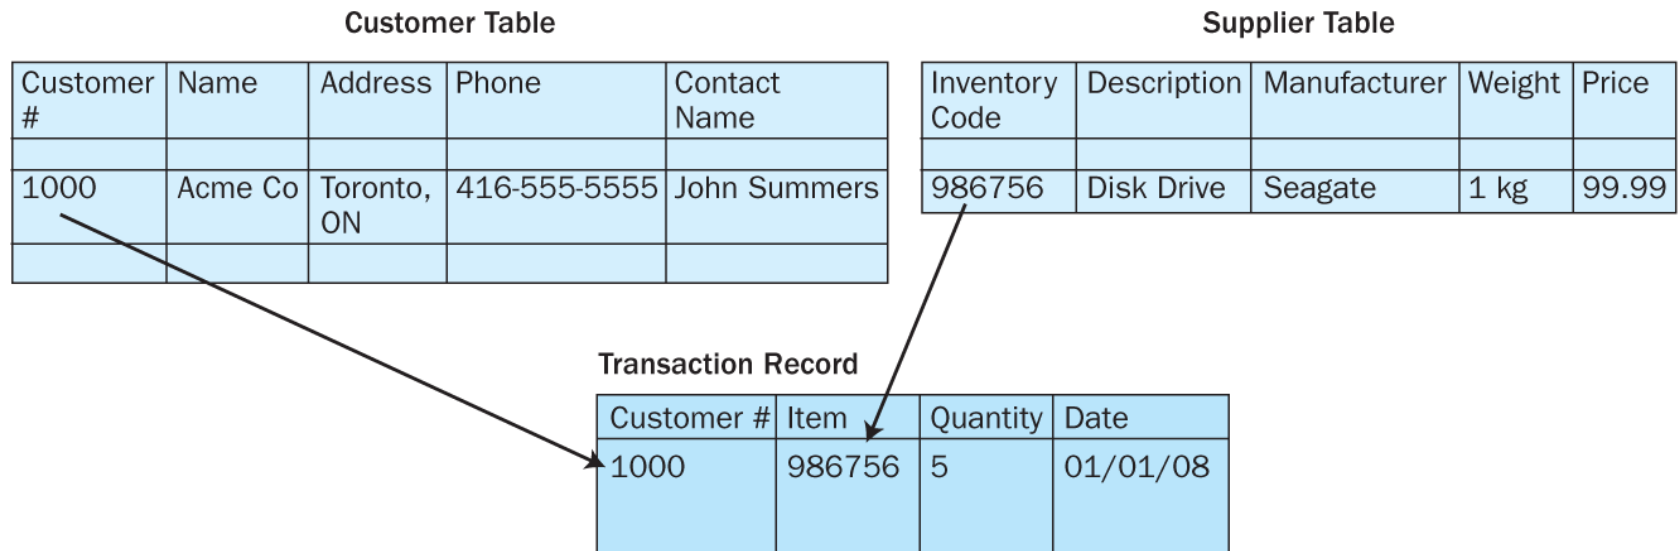 Customer Table
Customer # Name Address Phone Contact Name
1000 Acme Co Toronto, ON 416-555-5555 John Summers
Supplier Table
Inventory Code Description Manufacturer Weight Price
986756 Disk Drive Seagate 1 kg 99.99
Transaction Record
Customer # Item Quantity Date
1000 986756 5 01/01/08